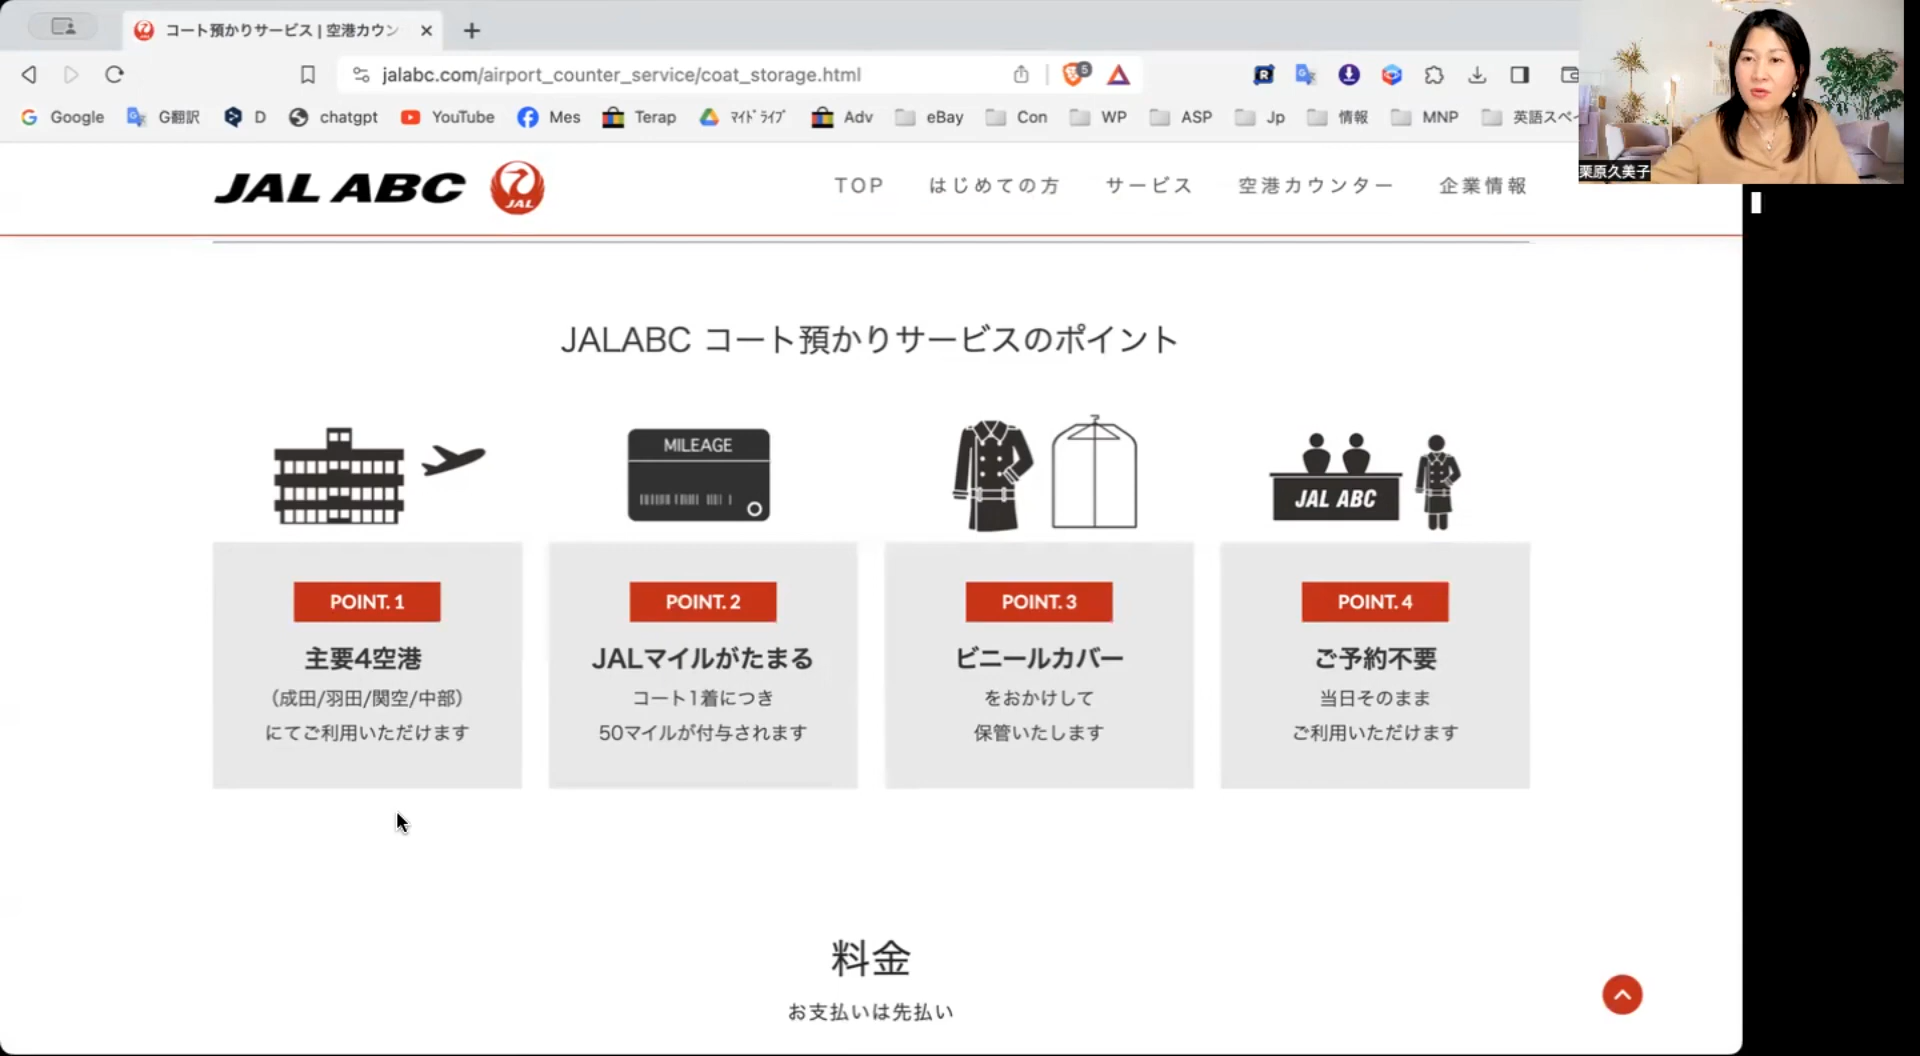 コート預かりサービス | 空港カウン
jalabc.com/airport_counter_service/coat_storage.html
5
Google G翻訳 D chatgpt YouTube Mes Terap マイドライブ Adv eBay Con WP ASP Jp 情報 MNP 英語スペ
栗原久美子
JAL ABC JAL TOP はじめての方 サービス 空港カウンター 企業情報
JALABC コート預かりサービスのポイント
MILEAGE
JAL ABC
POINT. 1
主要4空港
（成田/羽田/関空/中部）
にてご利用いただけます
POINT. 2
JALマイルがたまる
コート1着につき
50マイルが付与されます
POINT. 3
ビニールカバー
をおかけして
保管いたします
POINT. 4
ご予約不要
当日そのまま
ご利用いただけます
料金
お支払いは先払い